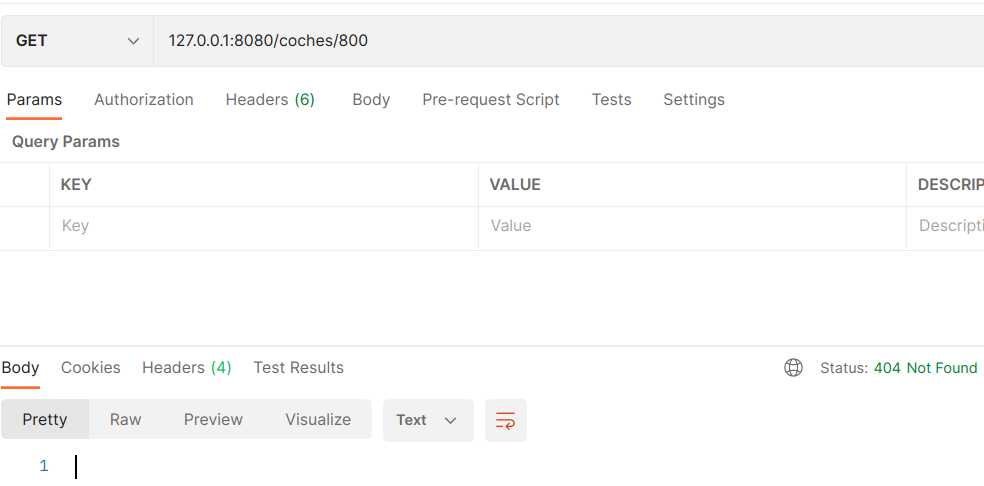 GET 127.0.0.1:8080/coches/800
Params Authorization Headers (6) Body Pre-request Script Tests Settings
Query Params
KEY VALUE DESCRIP
Key Value Descripti
Body Cookies Headers (4) Test Results Status: 404 Not Found
Pretty Raw Preview Visualize Text
1